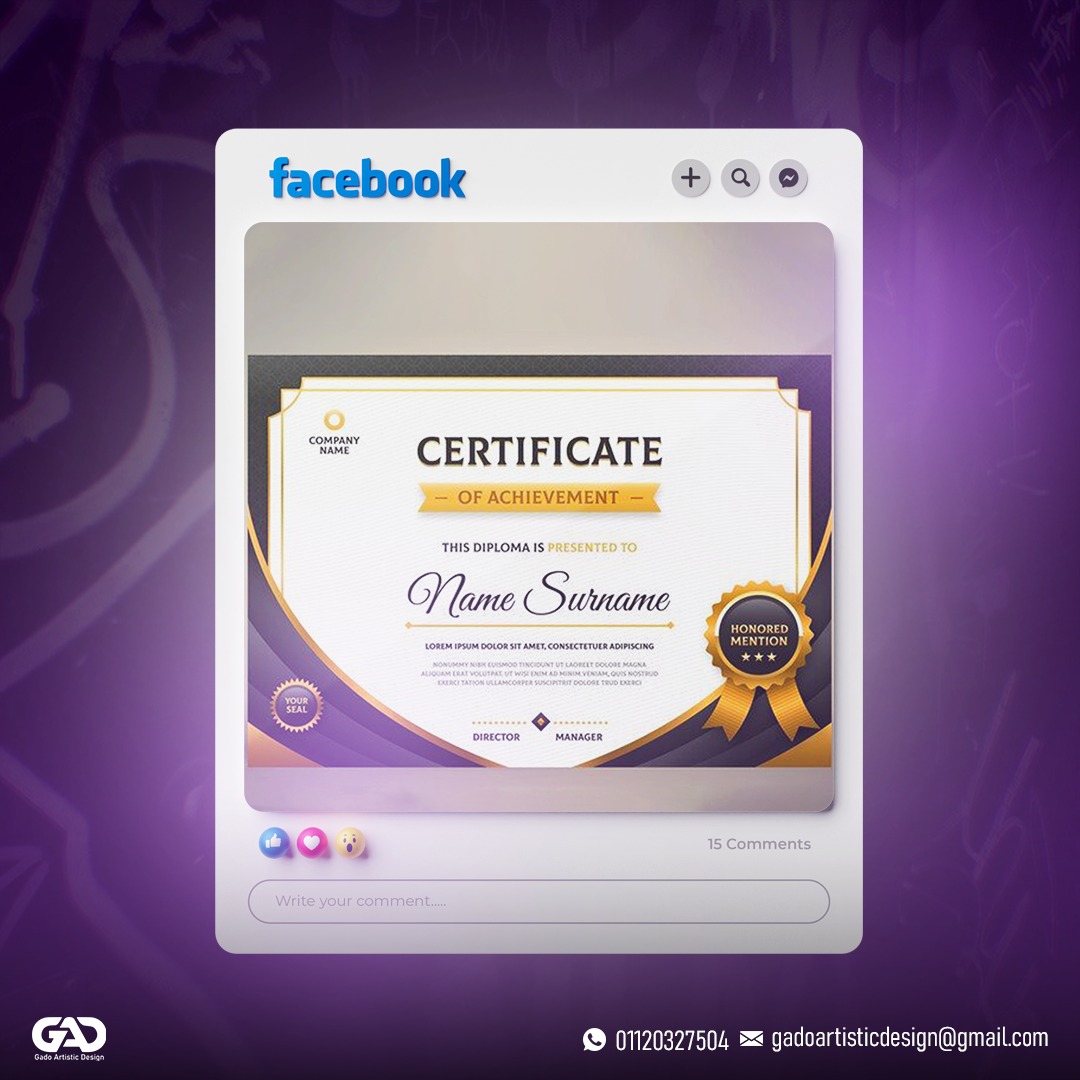 facebook
COMPANY
NAME
CERTIFICATE
– OF ACHIEVEMENT –
THIS DIPLOMA IS PRESENTED TO
Name Surname
HONORED
MENTION
LOREM IPSUM DOLOR SIT AMET, CONSECTETUER ADIPISCING
NONUMMY NIBH EUISMOD TINCIDUNT UT LAOREET DOLORE MAGNA
ALIQUAM ERAT VOLUTPAT. UT WISI ENIM AD MINIM VENIAM, QUIS NOSTRUD
EXERCI TATION ULLAMCORPER SUSCIPITRIT DOLORE TRUD EXERCI
YOUR
SEAL
DIRECTOR MANAGER
15 Comments
Write your comment.....
GAD
Gado Artistic Design
01120327504 gadoartisticdesign@gmail.com